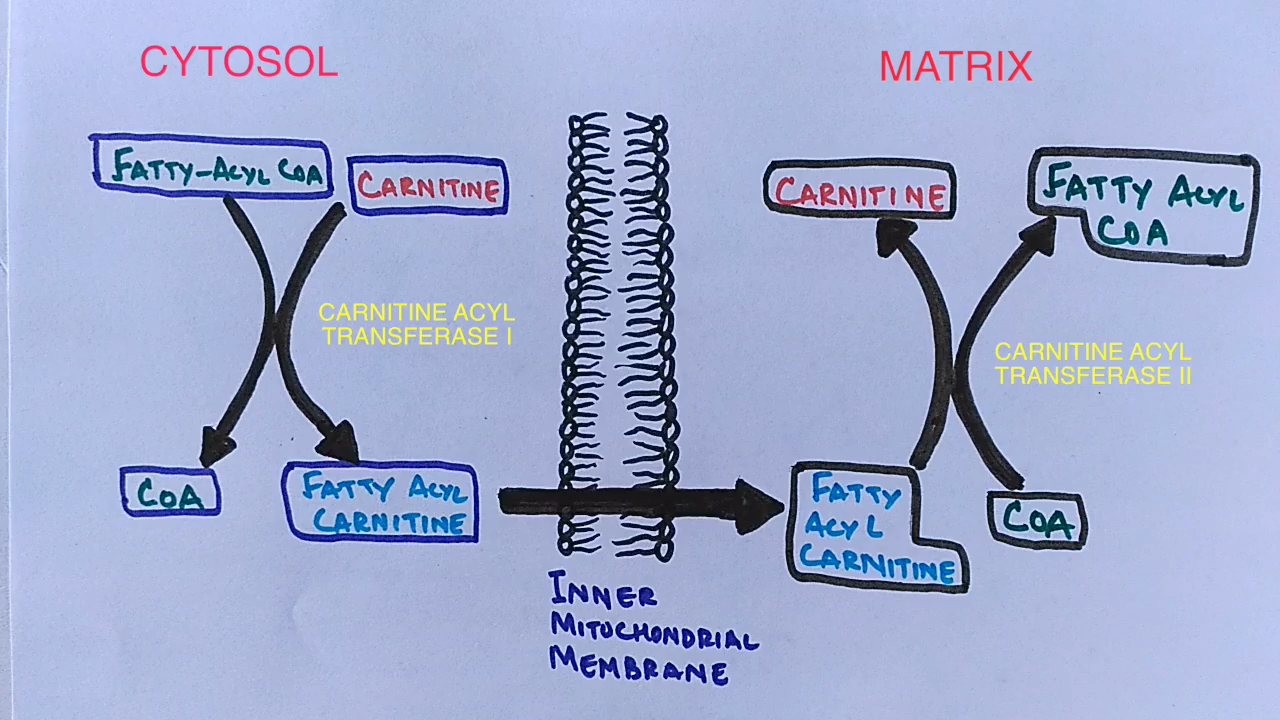 CYTOSOL
MATRIX
FATTY-ACYL COA
CARNITINE
CARNITINE
FATTY ACYL
COA
CARNITINE ACYL
TRANSFERASE I
CARNITINE ACYL
TRANSFERASE II
COA
FATTY ACYL
CARNITINE
FATTY
ACYL
CARNITINE
COA
INNER
MITOCHONDRIAL
MEMBRANE